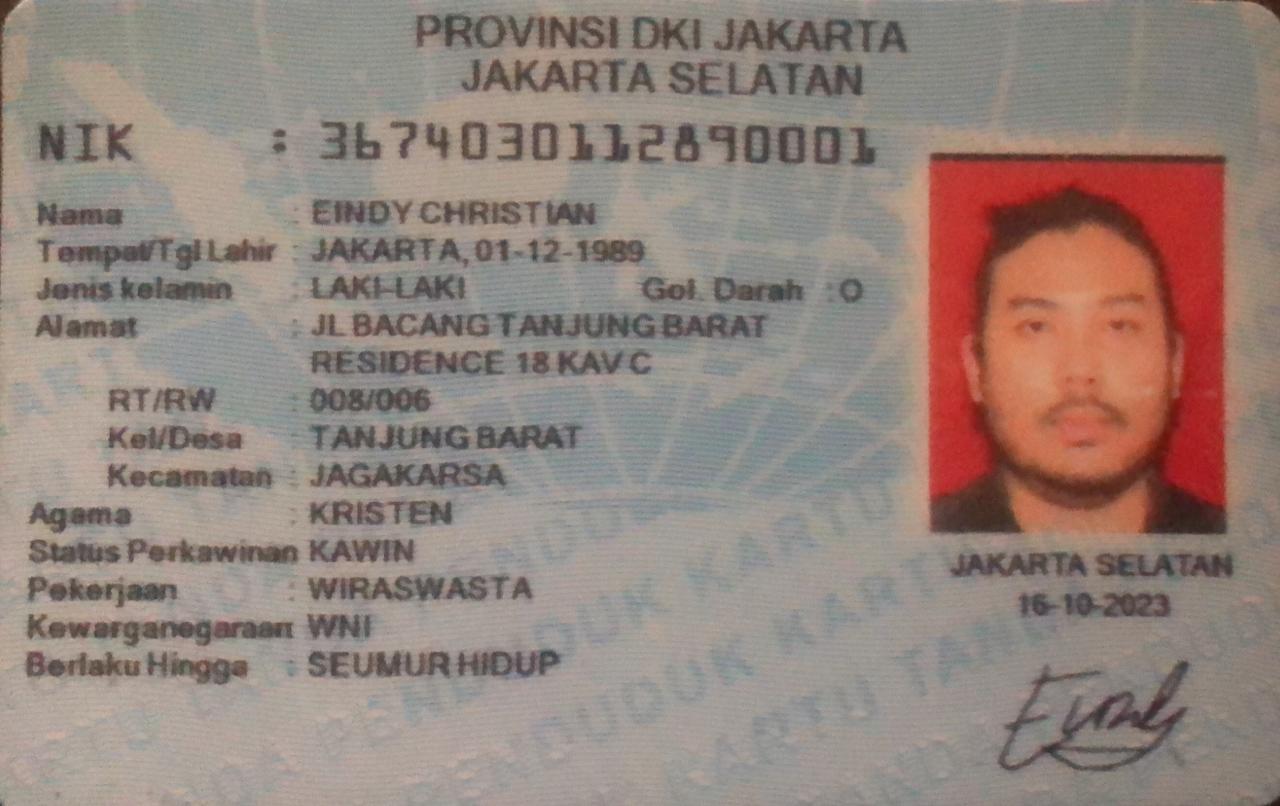 PROVINSI DKI JAKARTA
JAKARTA SELATAN
NIK : 3674030112890001
Nama : EINDY CHRISTIAN
Tempat/Tgl Lahir : JAKARTA, 01-12-1989
Jenis kelamin : LAKI-LAKI Gol. Darah : O
Alamat : JL BACANG TANJUNG BARAT
RESIDENCE 18 KAV C
RT/RW : 008/006
Kel/Desa : TANJUNG BARAT
Kecamatan : JAGAKARSA
Agama : KRISTEN
Status Perkawinan KAWIN
Pekerjaan : WIRASWASTA
Kewarganegaraan WNI
Berlaku Hingga : SEUMUR HIDUP
JAKARTA SELATAN
16-10-2023
Eindy